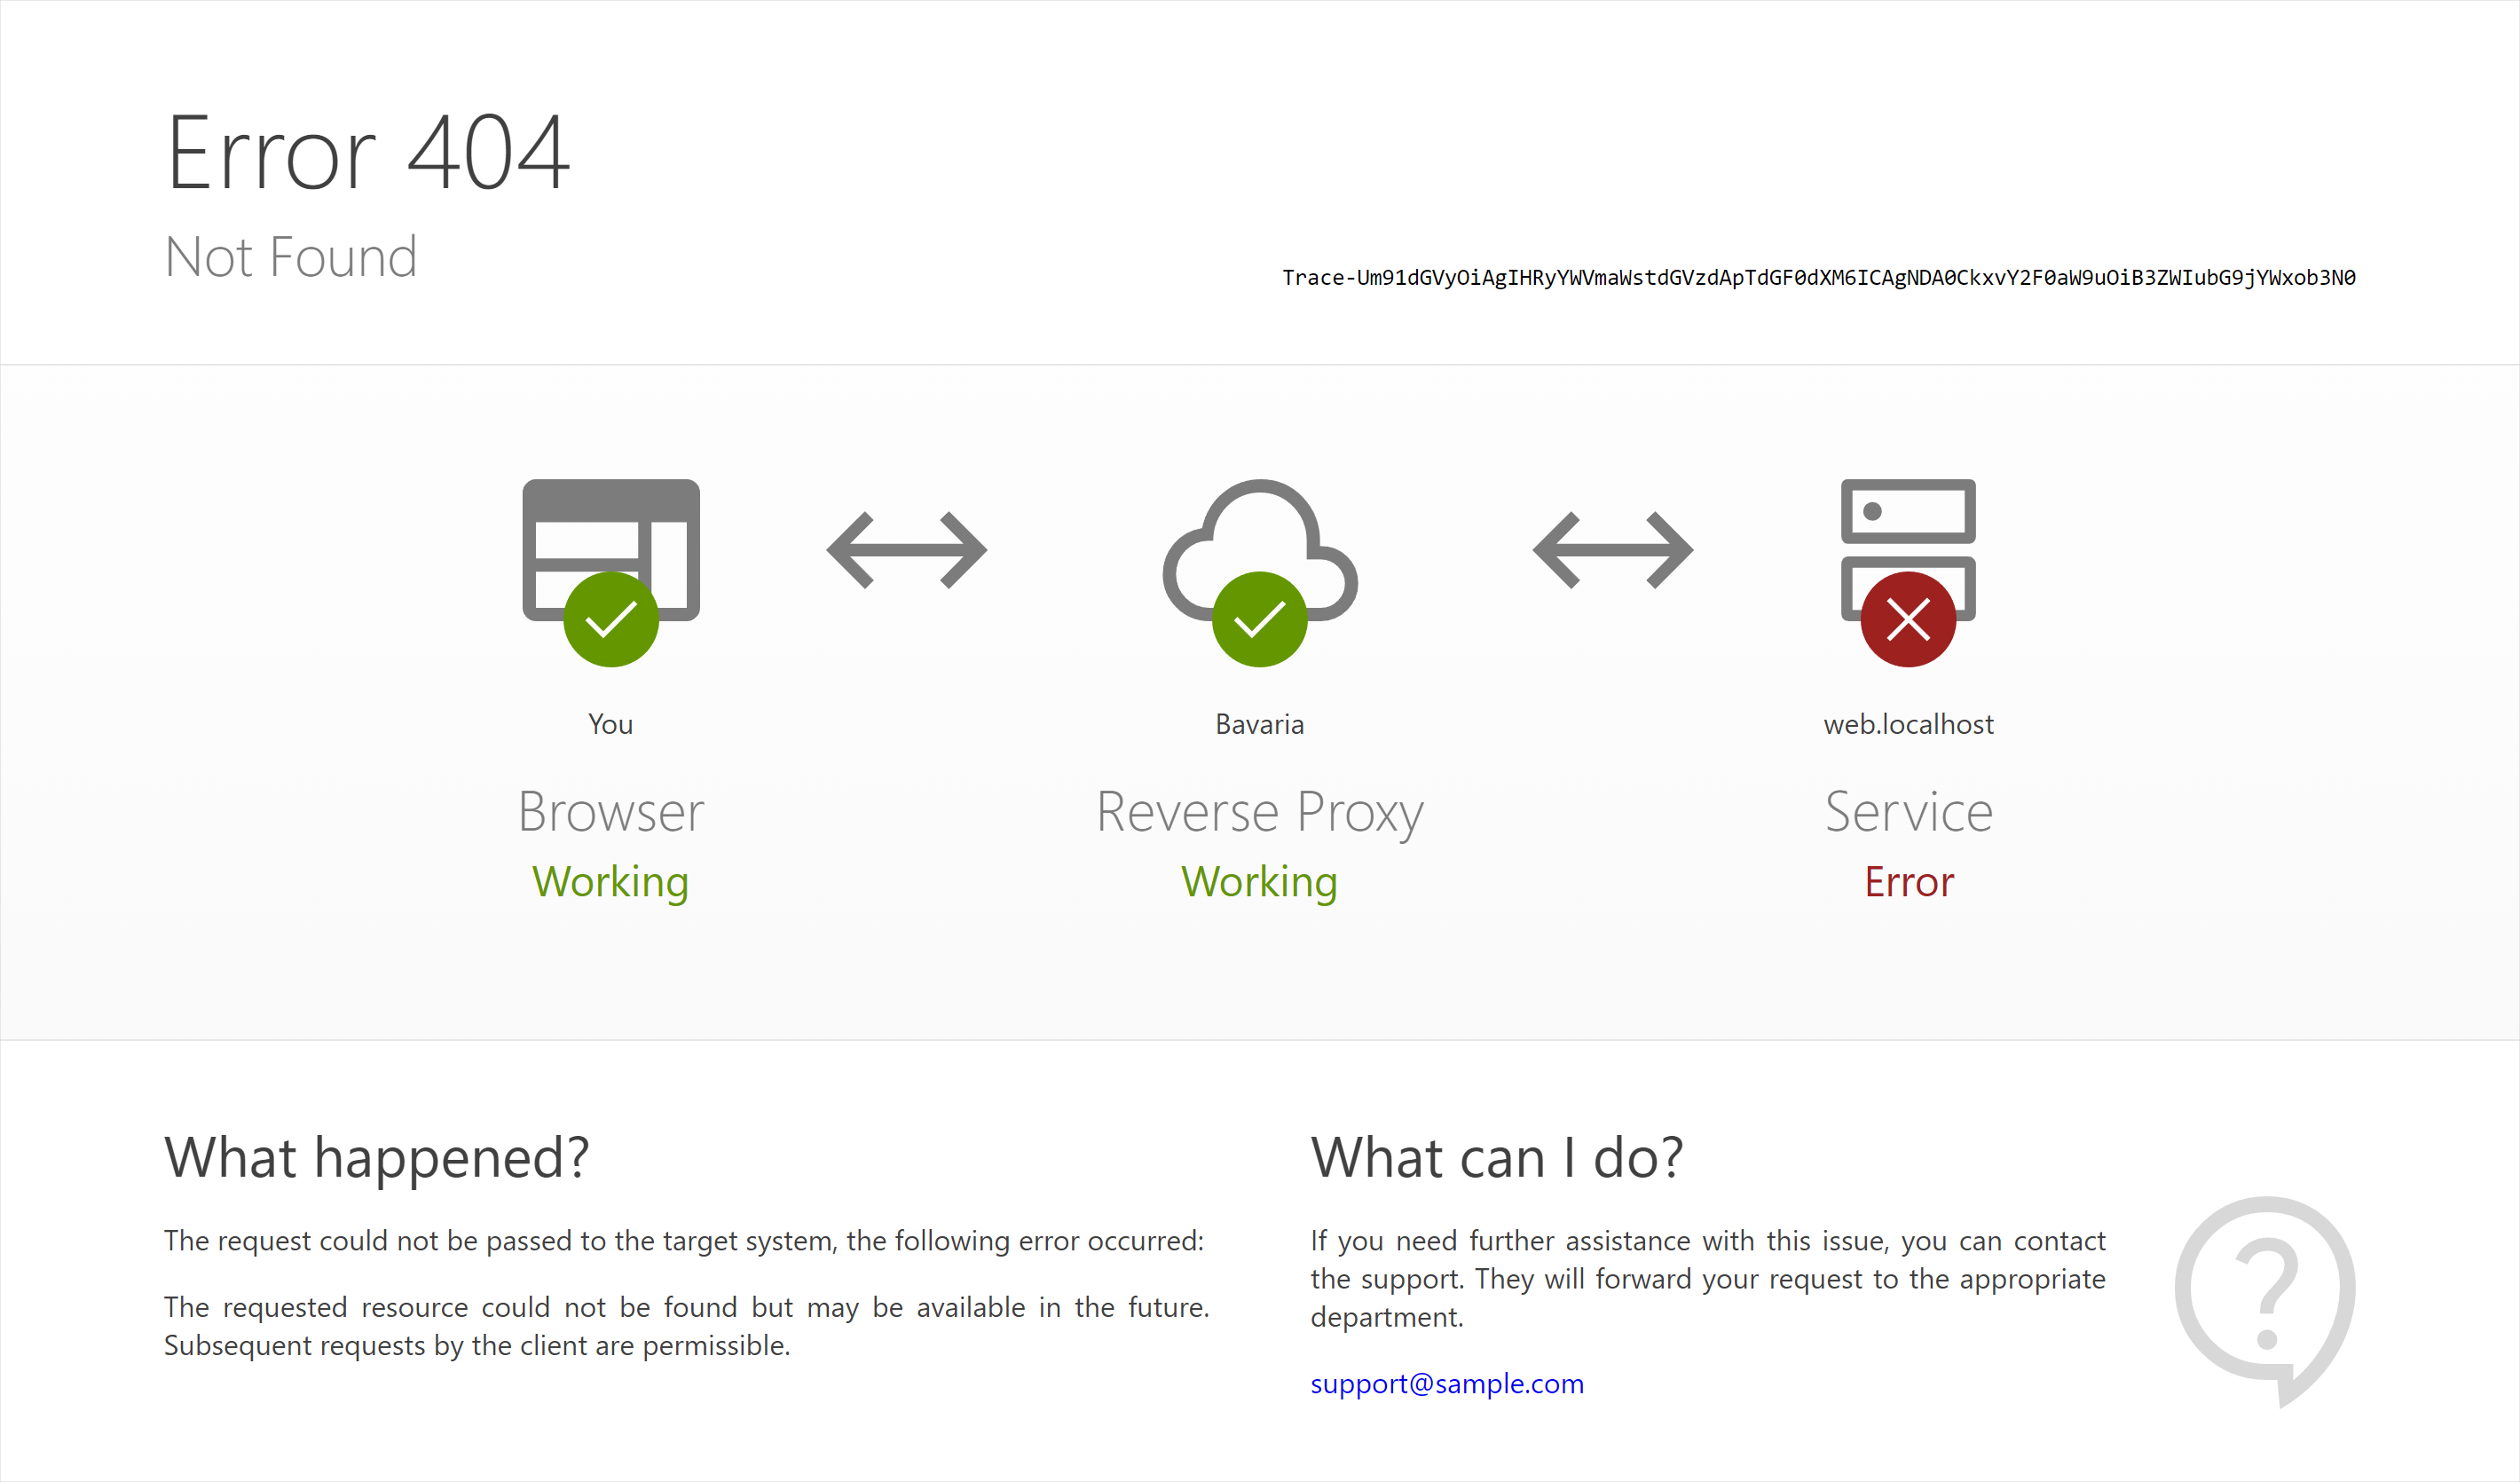 Error 404
Not Found
Trace-Um91dGVyOiAgIHRyYWVmaWstdGVzdApTdGF0dXM6ICAgNDA0CkxvY2F0aW9uOiB3ZWIubG9jYWxob3N0
You
Bavaria
web.localhost
Browser
Reverse Proxy
Service
Working
Working
Error
What happened?
The request could not be passed to the target system, the following error occurred:
The requested resource could not be found but may be available in the future.
Subsequent requests by the client are permissible.
What can I do?
If you need further assistance with this issue, you can contact
the support. They will forward your request to the appropriate
department.
support@sample.com